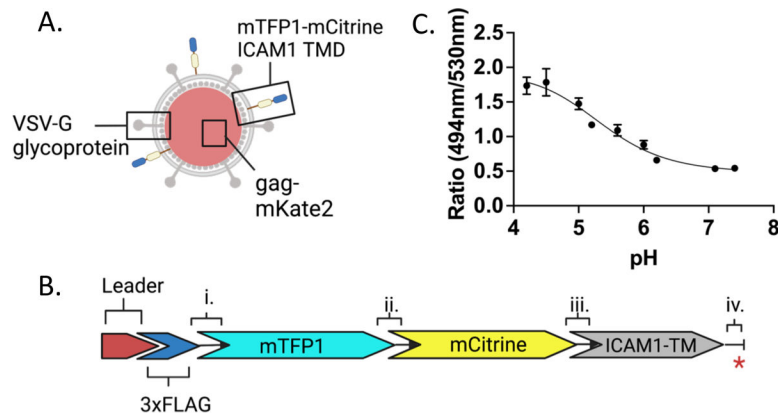 A.
mTFP1-mCitrine
ICAM1 TMD
VSV-G
glycoprotein
gag-
mKate2
C.
Ratio (494nm/530nm)
2.5
2.0
1.5
1.0
0.5
0.0
4 5 6 7 8
pH
B.
Leader
i.
ii.
iii.
iv.
mTFP1
mCitrine
ICAM1-TM
*
3xFLAG